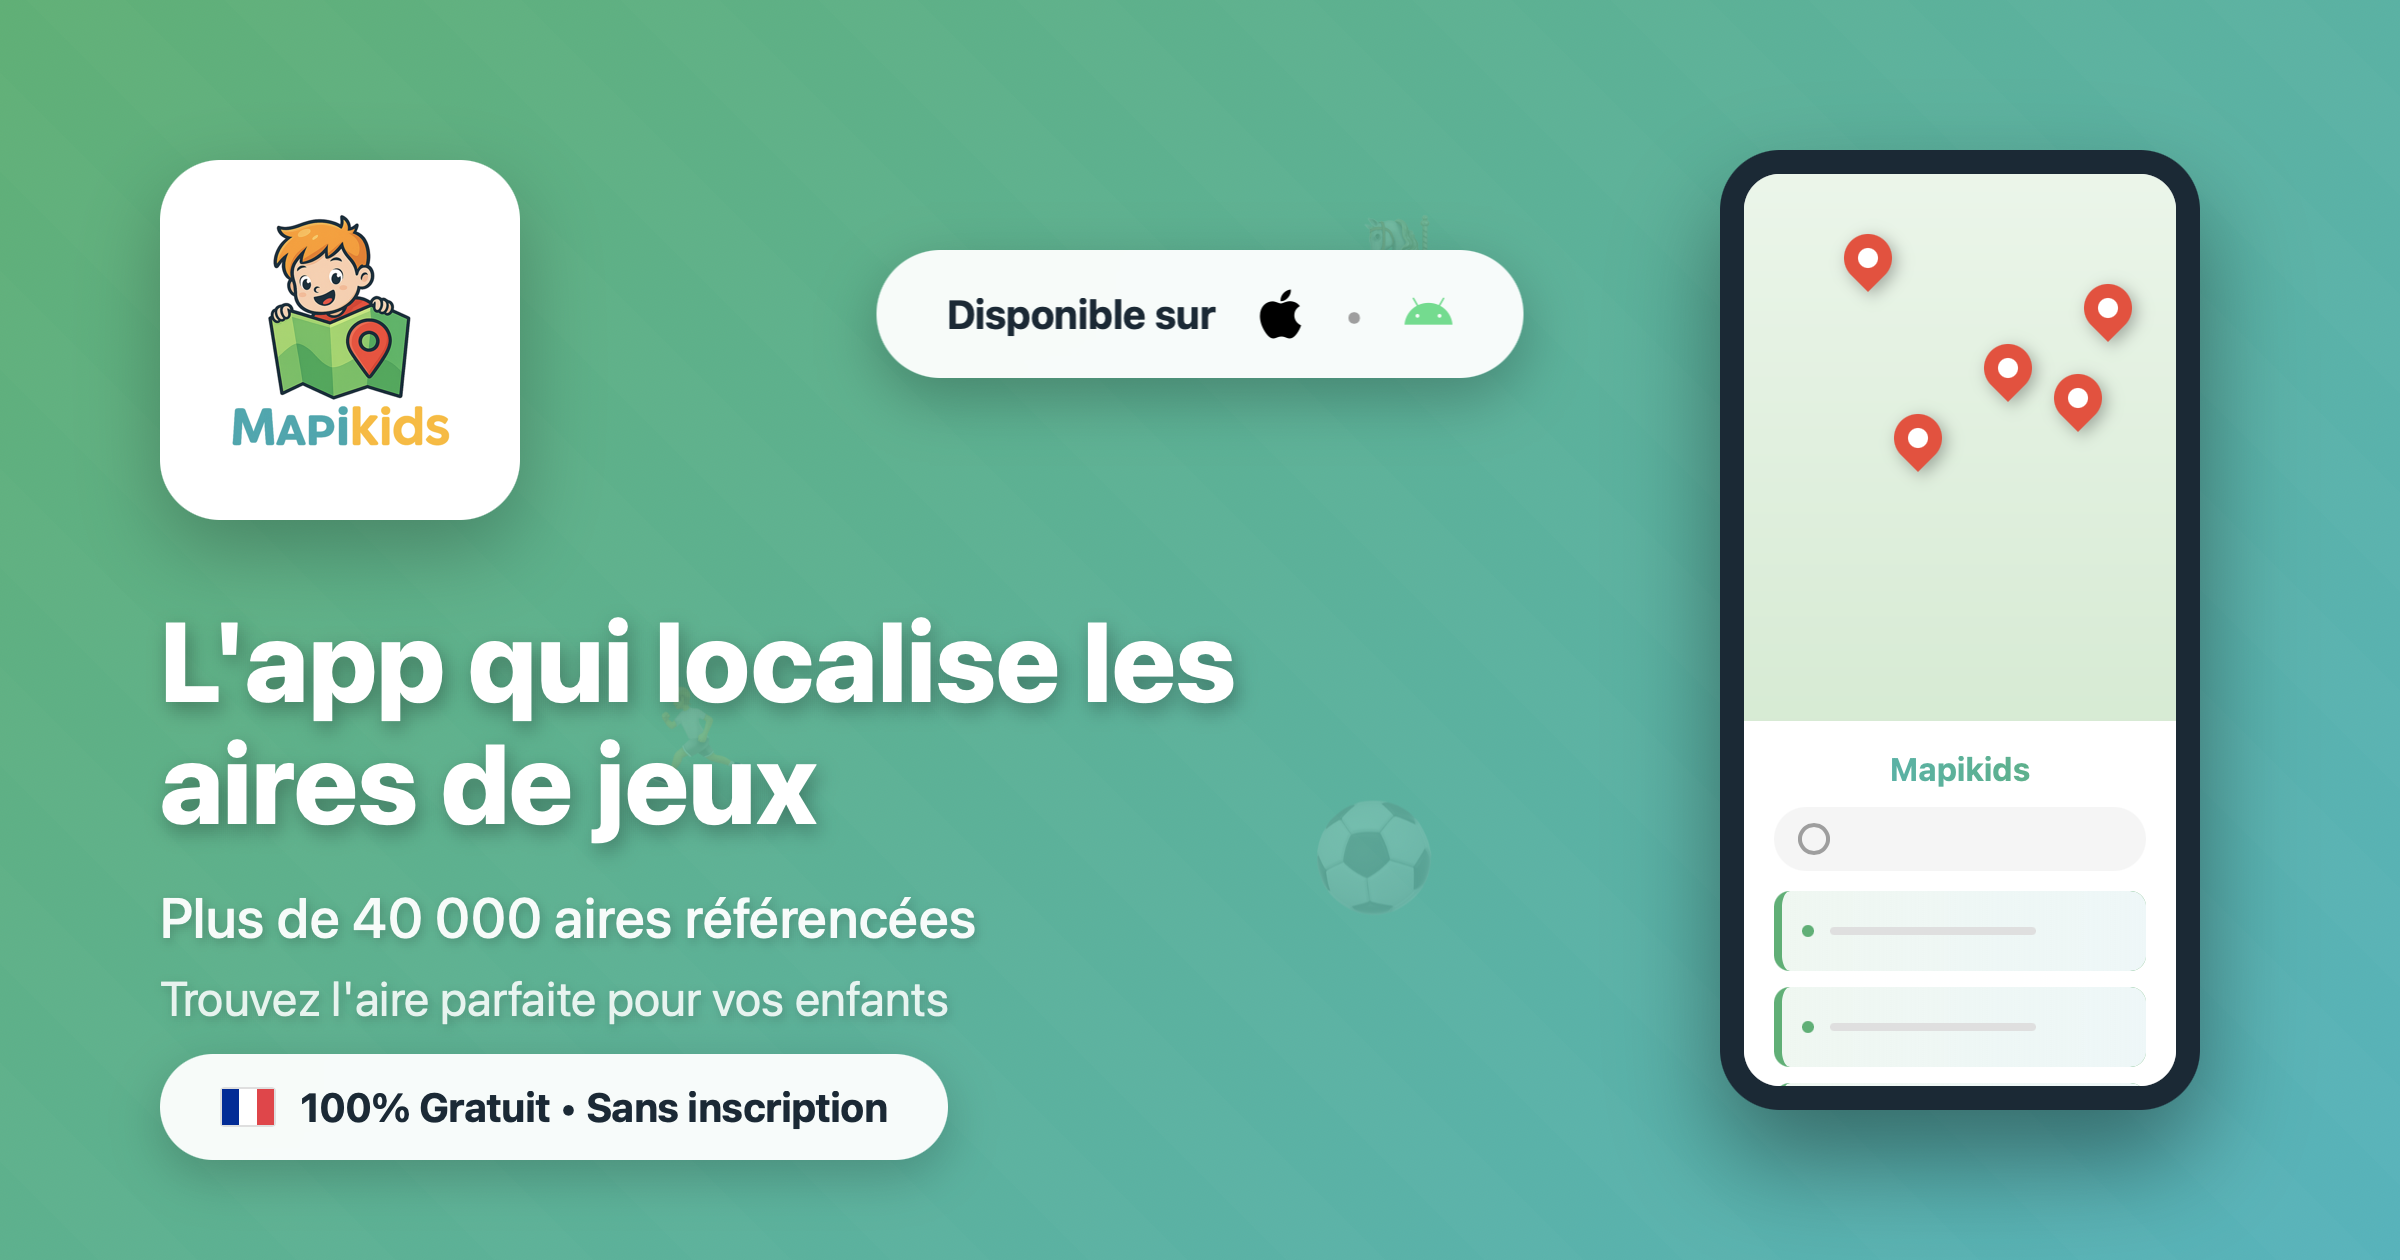 Mapikids
Disponible sur
L'app qui localise les
aires de jeux
Plus de 40 000 aires référencées
Trouvez l'aire parfaite pour vos enfants
100% Gratuit • Sans inscription
Mapikids